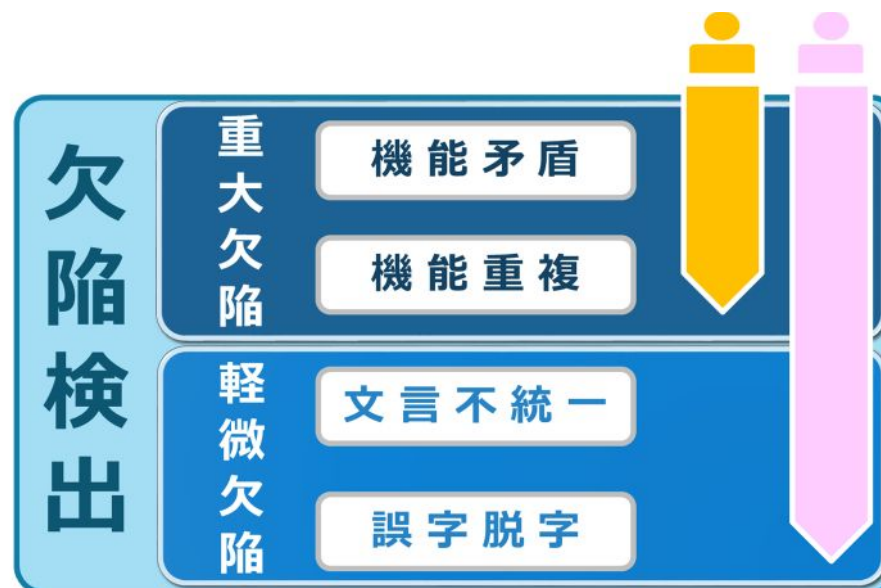 欠陥検出
重大欠陥
機能矛盾
機能重複
軽微欠陥
文言不統一
誤字脱字